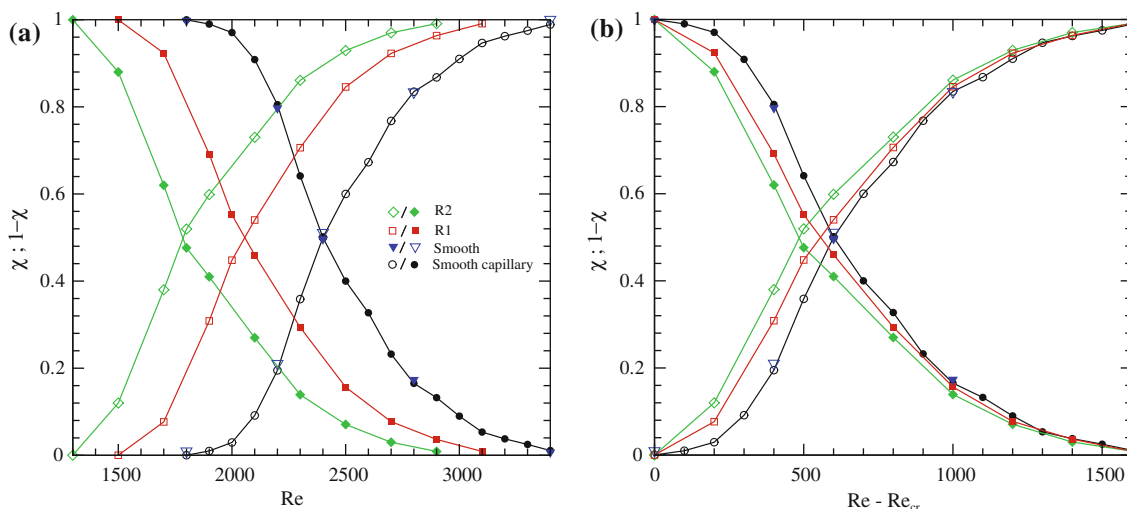 (a)
1
0.8
0.6
0.4
0.2
0
χ ; 1−χ
1500
2000
2500
3000
Re
/ R2
/ R1
/ Smooth
/ Smooth capillary
(b)
1
0.8
0.6
0.4
0.2
0
χ ; 1−χ
0
500
1000
1500
Re - Re_cr